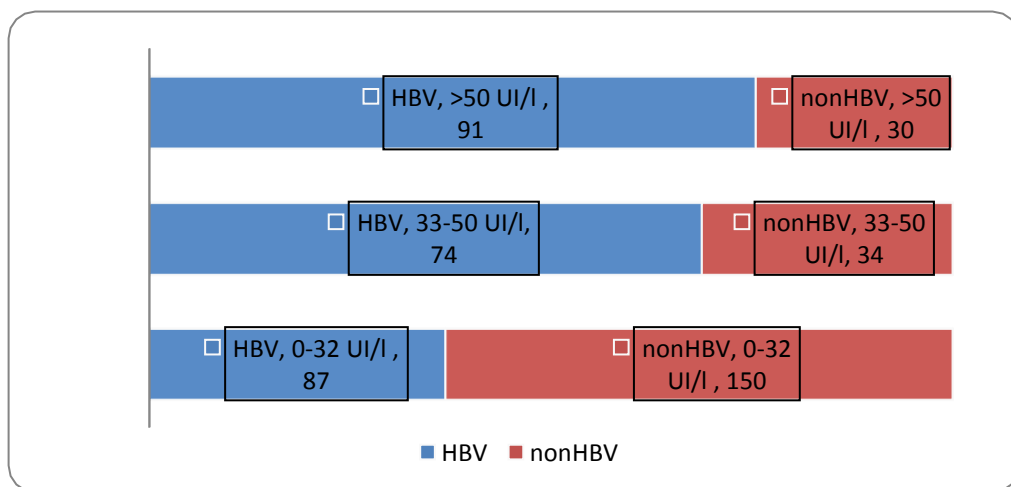 HBV, >50 UI/l ,
91
nonHBV, >50
UI/l , 30
HBV, 33-50 UI/l,
74
nonHBV, 33-50
UI/l, 34
HBV, 0-32 UI/l ,
87
nonHBV, 0-32
UI/l , 150
HBV nonHBV